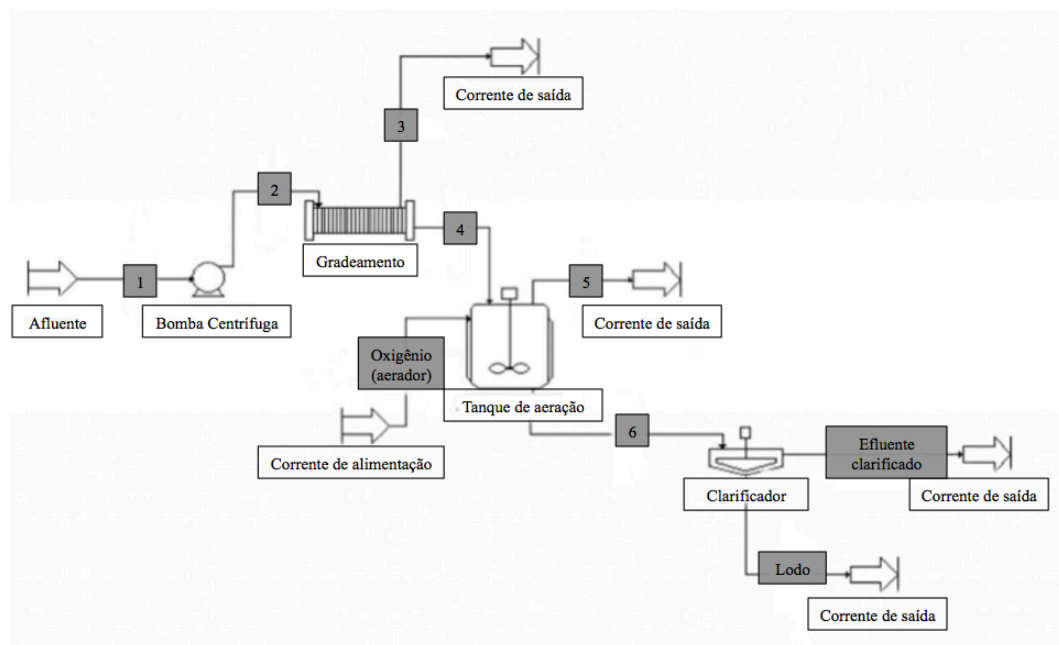 Corrente de saída
3
2
4
Gradeamento
1
5
Afluente
Bomba Centrífuga
Corrente de saída
Oxigênio
(aerador)
Tanque de aeração
6
Efluente
clarificado
Corrente de alimentação
Clarificador
Corrente de saída
Lodo
Corrente de saída